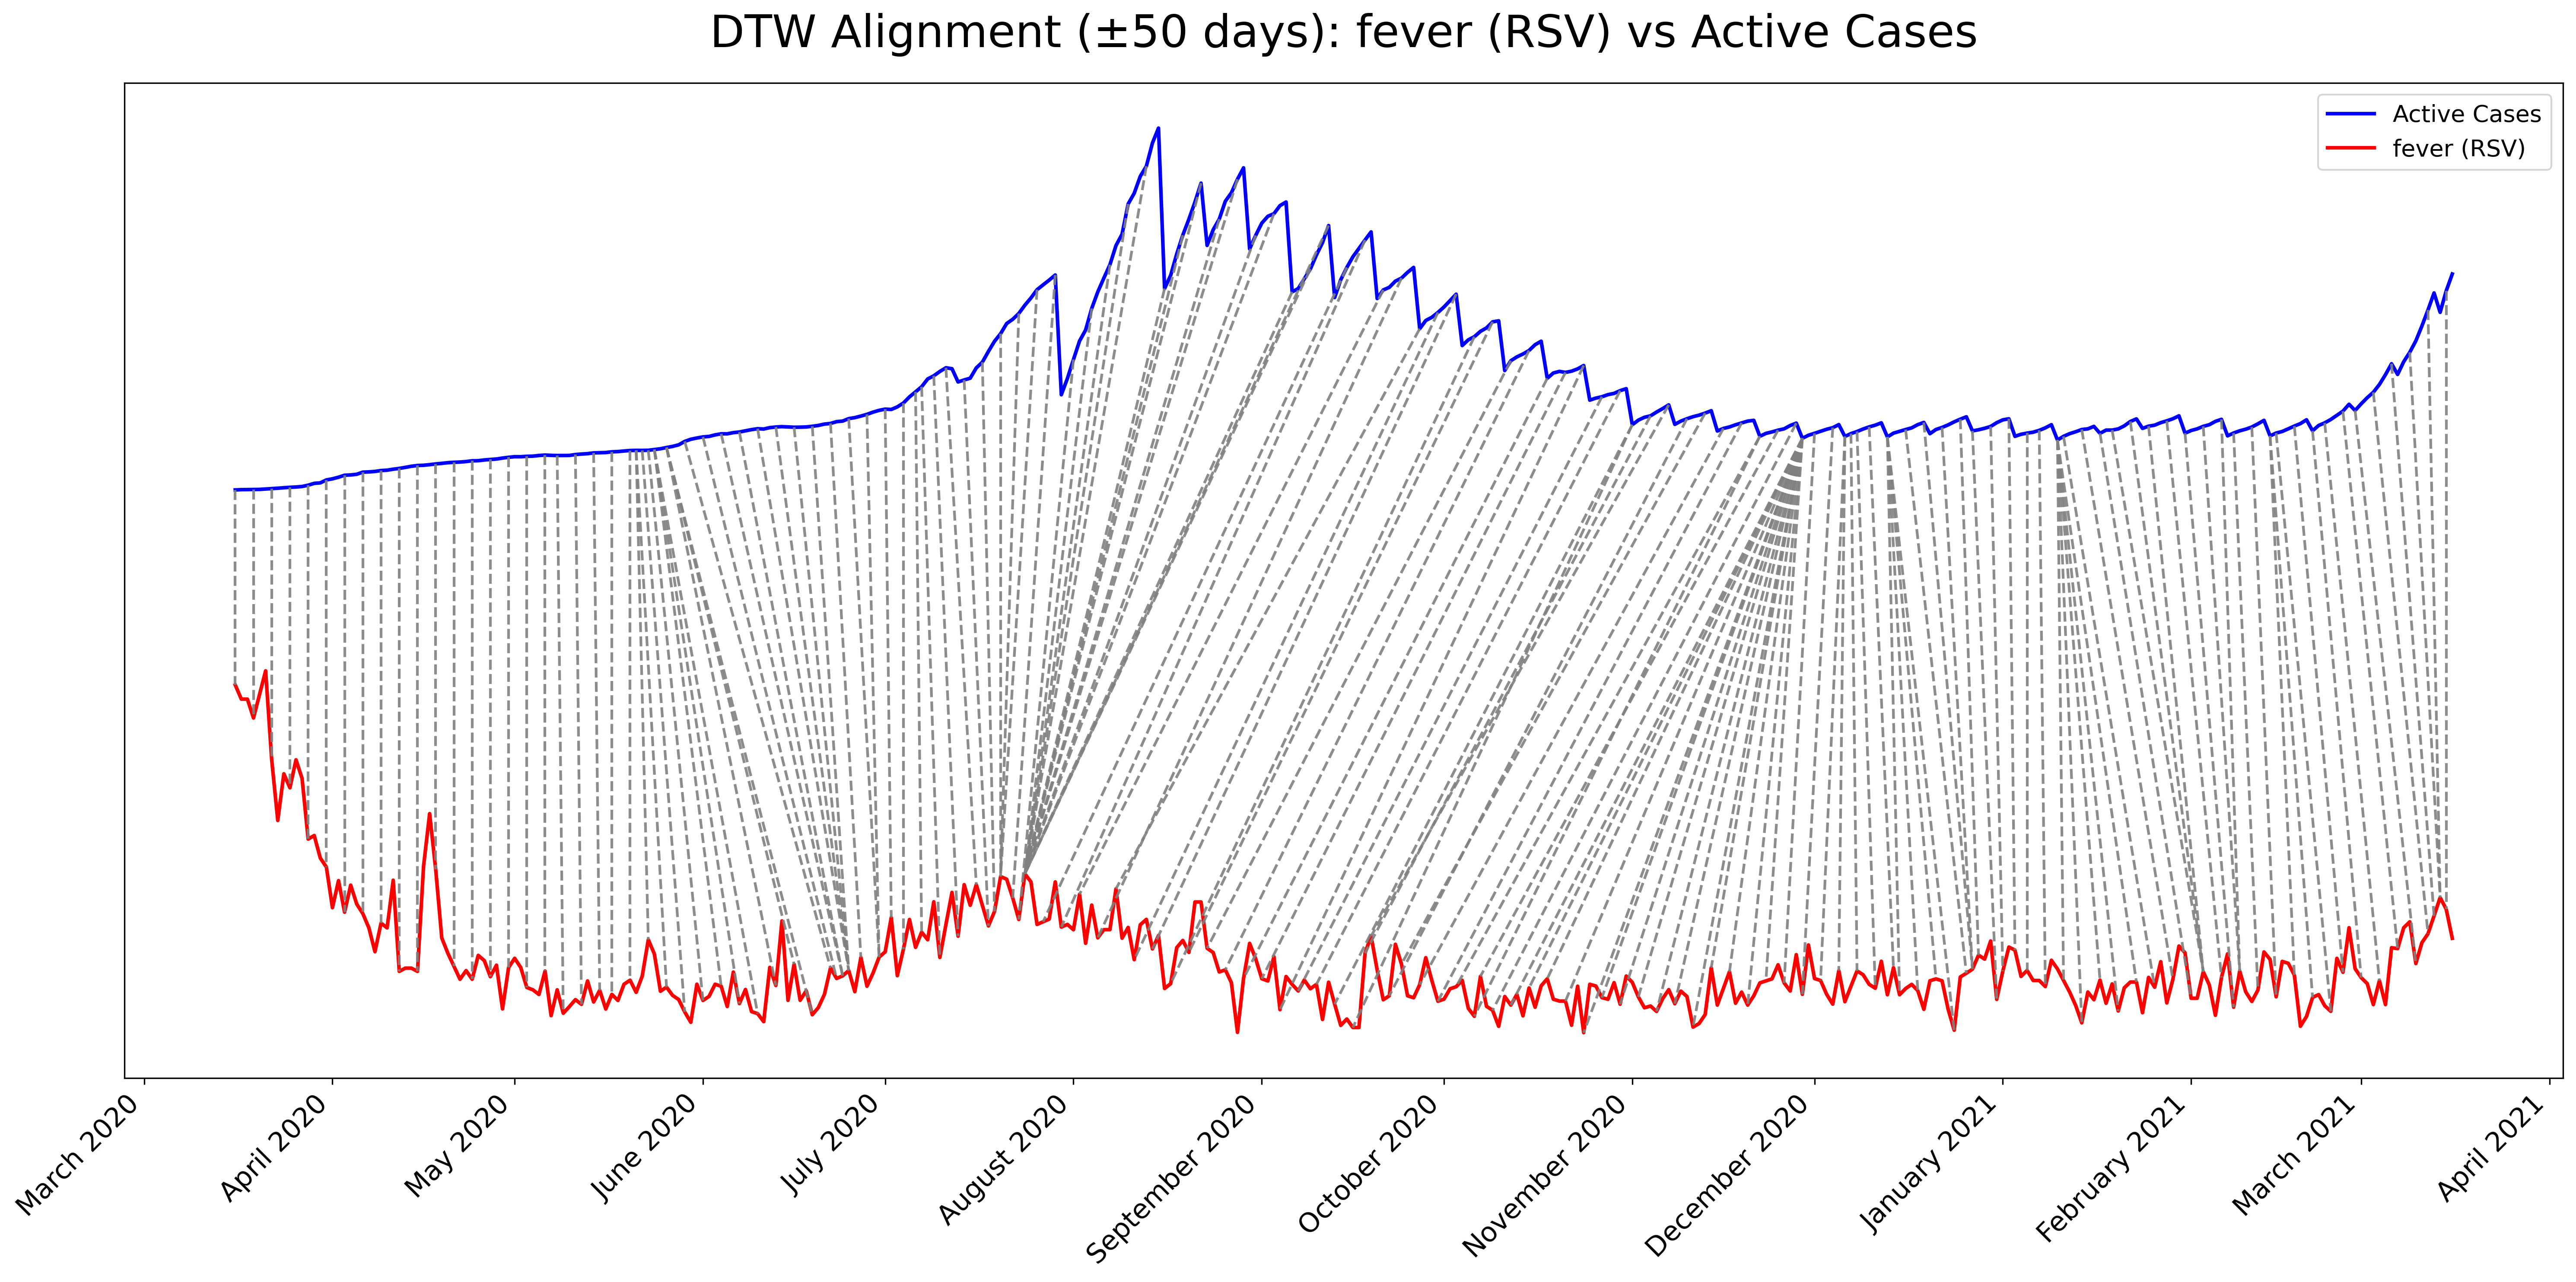 DTW Alignment (±50 days): fever (RSV) vs Active Cases
Active Cases
fever (RSV)
March 2020
April 2020
May 2020
June 2020
July 2020
August 2020
September 2020
October 2020
November 2020
December 2020
January 2021
February 2021
March 2021
April 2021